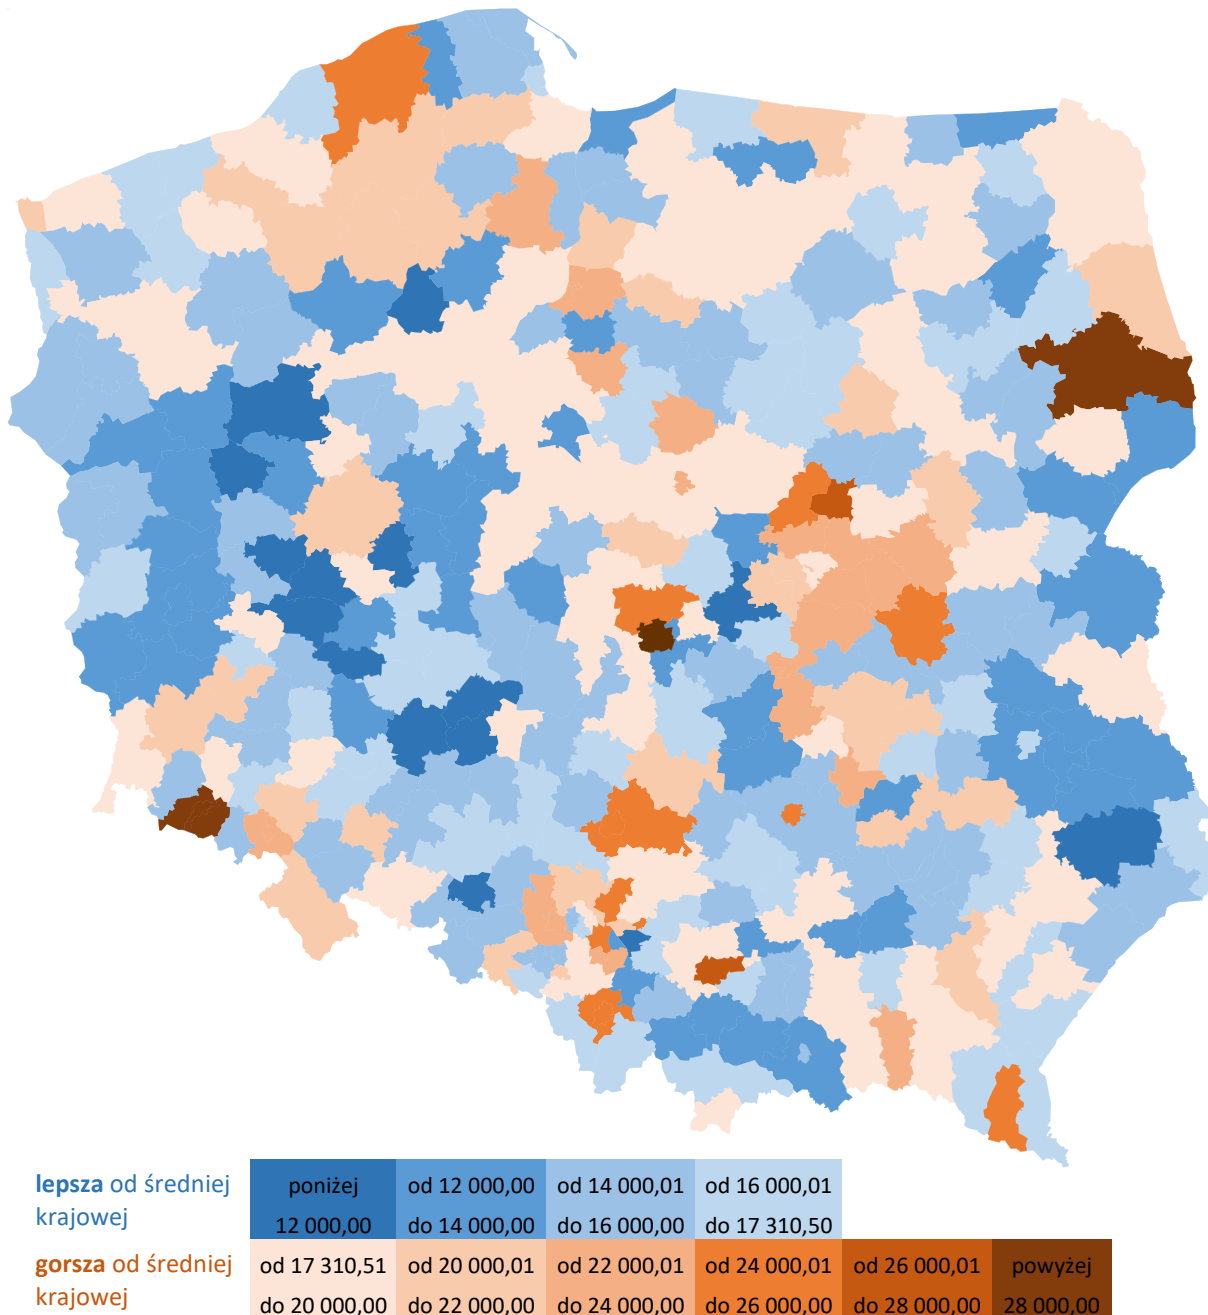 lepsza od średniej krajowej
poniżej 12 000,00
od 12 000,00 do 14 000,00
od 14 000,01 do 16 000,00
od 16 000,01 do 17 310,50
gorsza od średniej krajowej
od 17 310,51 do 20 000,00
od 20 000,01 do 22 000,00
od 22 000,01 do 24 000,00
od 24 000,01 do 26 000,00
od 26 000,01 do 28 000,00
powyżej 28 000,00